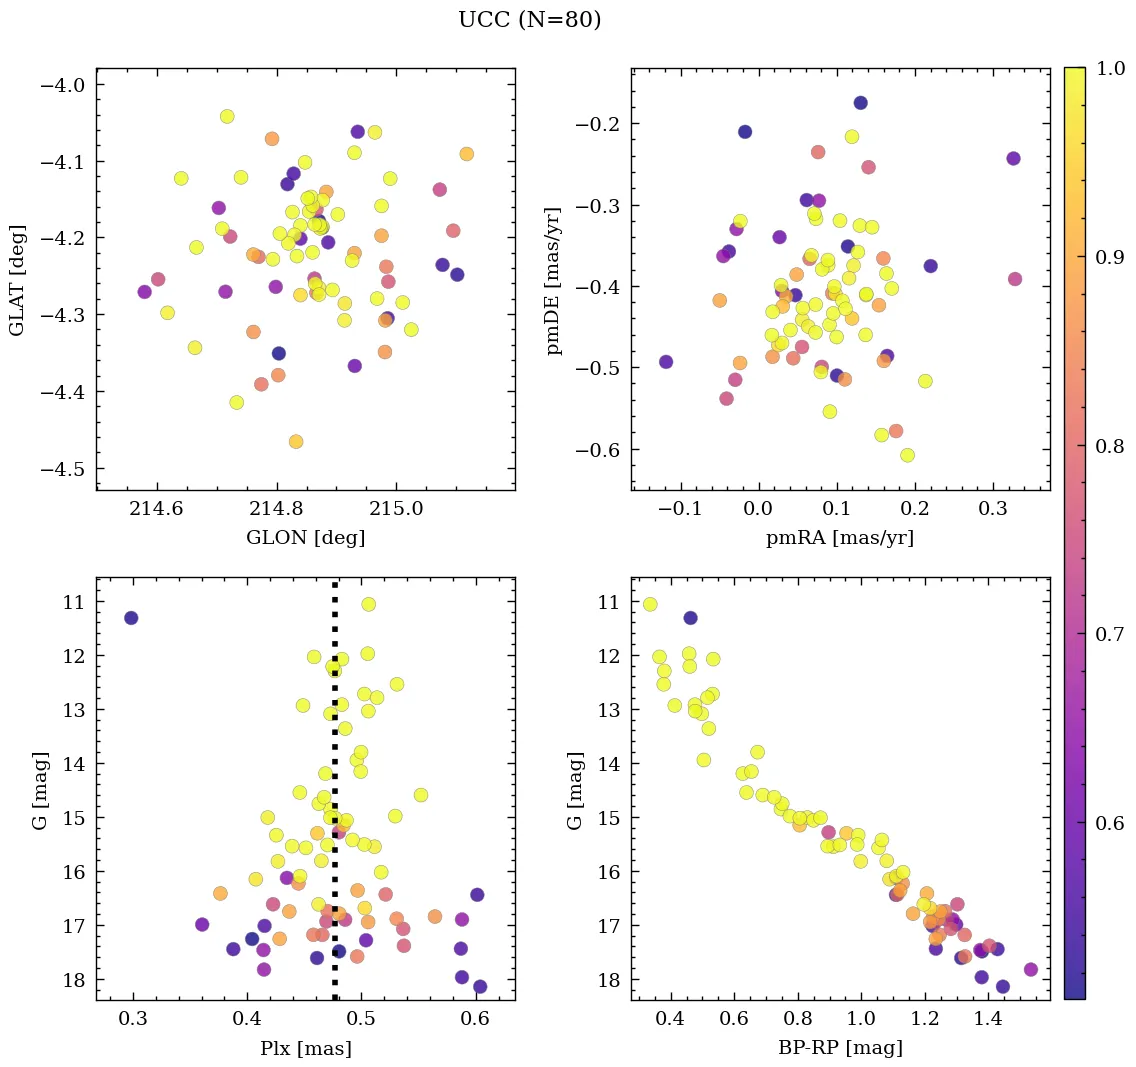 UCC (N=80)
−4.0
−4.1
−4.2
−4.3
−4.4
−4.5
GLAT [deg]
214.6 214.8 215.0
GLON [deg]
−0.2
−0.3
−0.4
−0.5
−0.6
pmDE [mas/yr]
−0.1 0.0 0.1 0.2 0.3
pmRA [mas/yr]
11
12
13
14
15
16
17
18
G [mag]
0.3 0.4 0.5 0.6
Plx [mas]
11
12
13
14
15
16
17
18
G [mag]
0.4 0.6 0.8 1.0 1.2 1.4
BP-RP [mag]
1.0
0.9
0.8
0.7
0.6